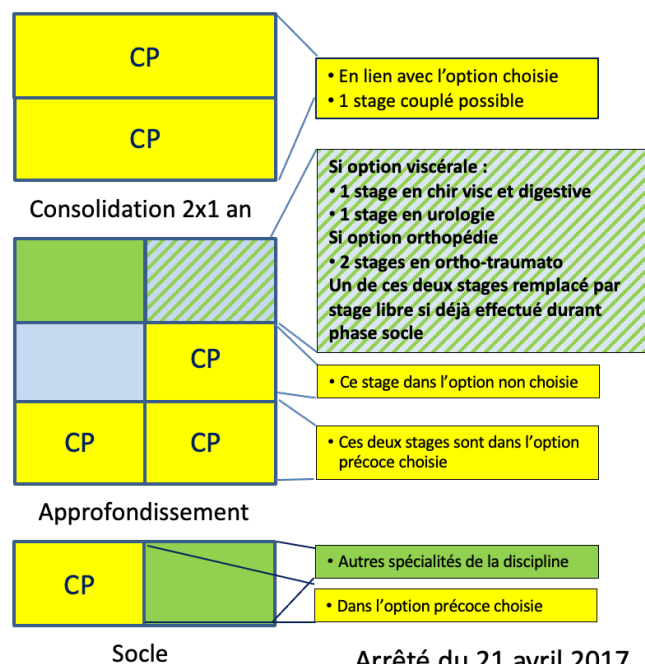 CP
• En lien avec l'option choisie
• 1 stage couplé possible
CP
Consolidation 2x1 an
Si option viscérale :
• 1 stage en chir visc et digestive
• 1 stage en urologie
Si option orthopédie
• 2 stages en ortho-traumato
Un de ces deux stages remplacé par
stage libre si déjà effectué durant
phase socle
CP
• Ce stage dans l'option non choisie
CP
CP
• Ces deux stages sont dans l'option
précoce choisie
Approfondissement
CP
• Autres spécialités de la discipline
• Dans l'option précoce choisie
Socle
Arrêté du 21 avril 2017